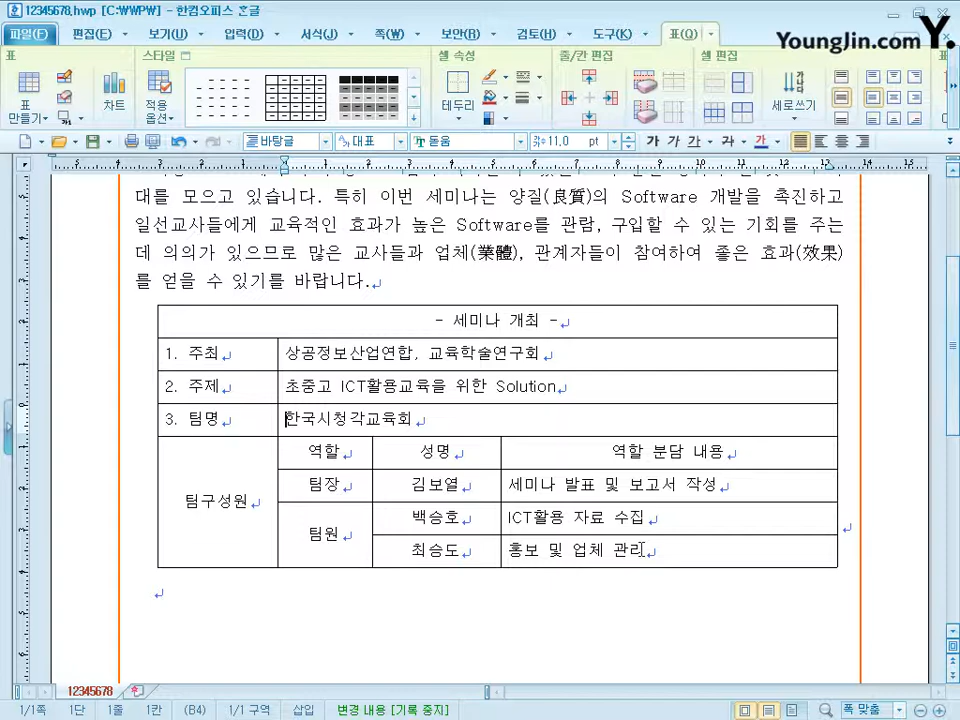 12345678.hwp [C:₩WPW] - 한컴오피스 흔글
YoungJin.com Y.
파일(F) 편집(E) 보기(U) 입력(D) 서식(J) 쪽(W) 보안(R) 검토(H) 도구(K) 표(Q)
표 스타일 셀 속성 줄/칸 편집 셀 편집
표 만들기 차트 적용 옵션 테두리 세로쓰기
바탕글 대표 돋움 11.0 pt 가 가 가 가 가
대를 모으고 있습니다. 특히 이번 세미나는 양질(良質)의 Software 개발을 촉진하고
일선교사들에게 교육적인 효과가 높은 Software를 관람, 구입할 수 있는 기회를 주는
데 의의가 있으므로 많은 교사들과 업체(業體), 관계자들이 참여하여 좋은 효과(效果)
를 얻을 수 있기를 바랍니다.
- 세미나 개최 -
1. 주최 상공정보산업연합, 교육학술연구회
2. 주제 초중고 ICT활용교육을 위한 Solution
3. 팀명 한국시청각교육회
역할 성명 역할 분담 내용
팀장 김보열 세미나 발표 및 보고서 작성
팀구성원
백승호 ICT활용 자료 수집
팀원
최승도 홍보 및 업체 관리
12345678
1/1쪽 1단 1줄 1칸 (B4) 1/1 구역 삽입 변경 내용 [기록 중지] 폭 맞춤